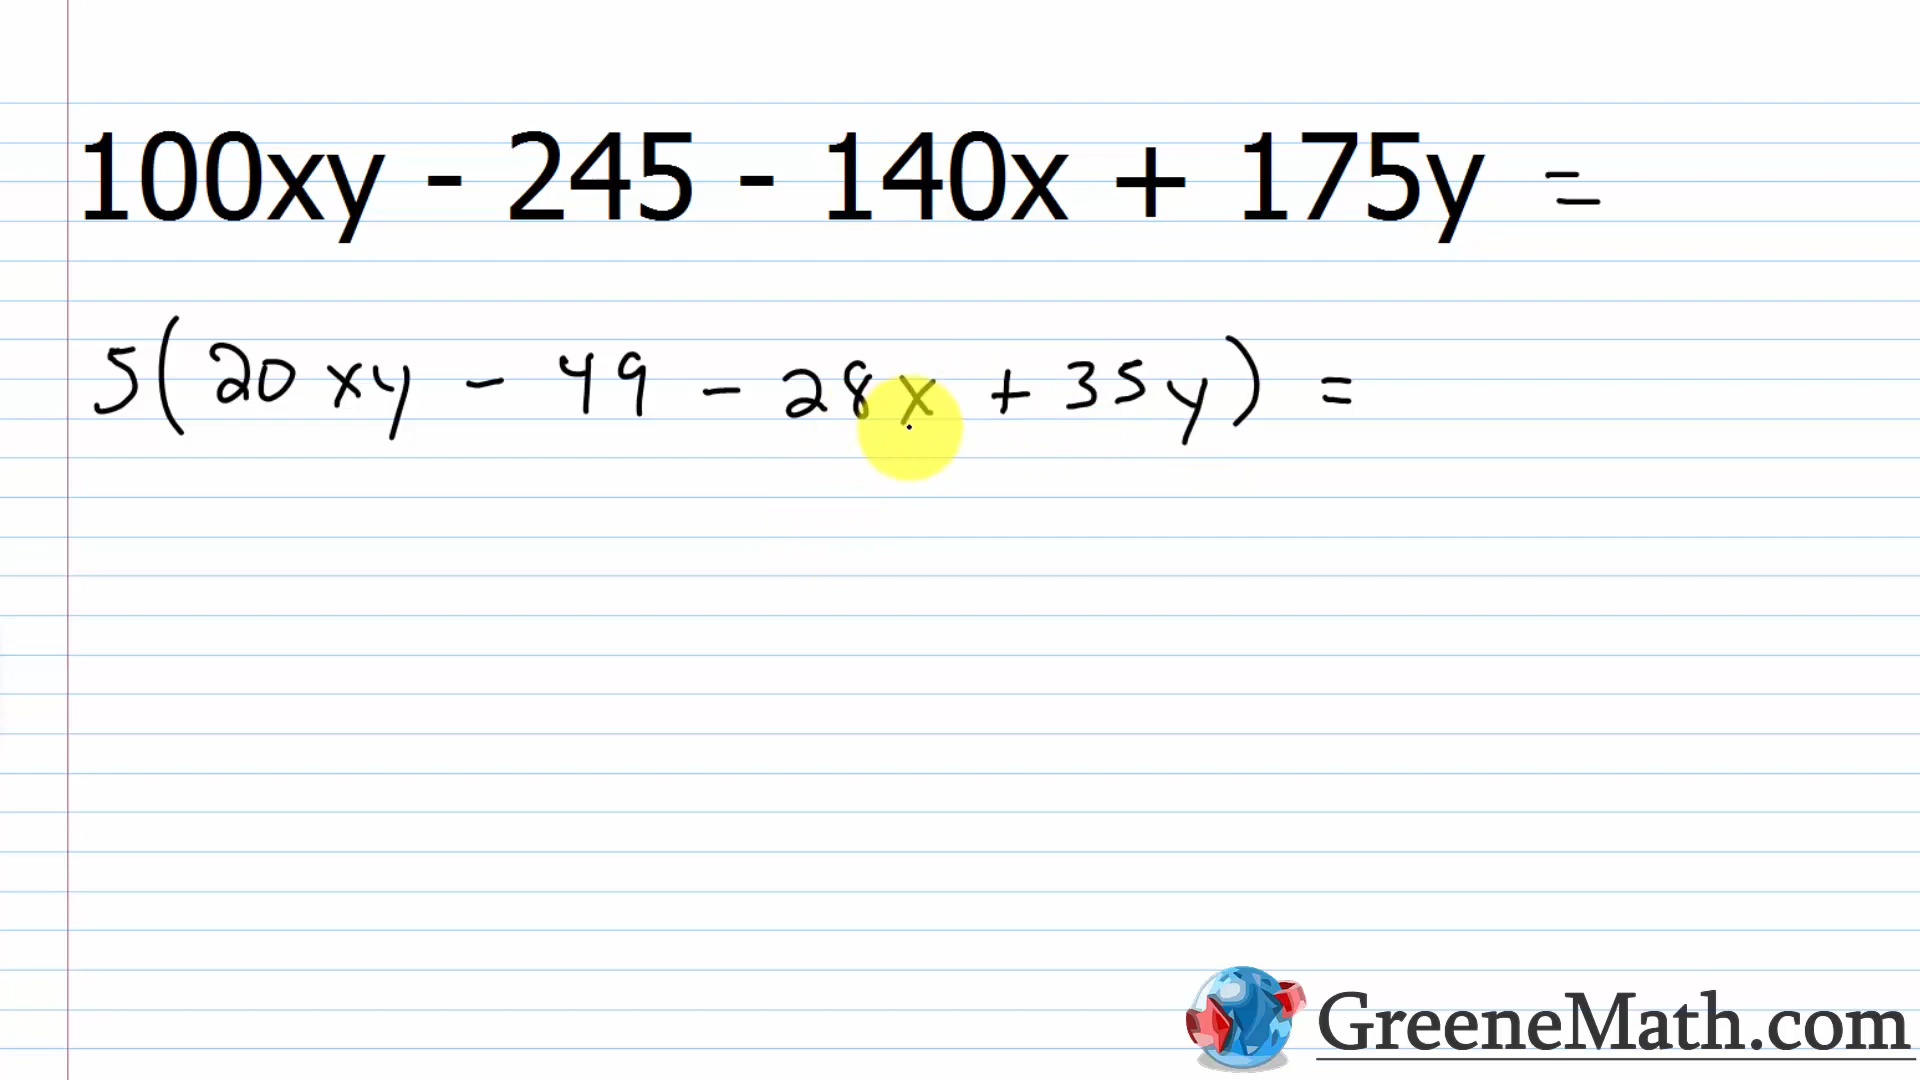 100xy - 245 - 140x + 175y =
5(20xy - 49 - 28x + 35y) =
GreeneMath.com